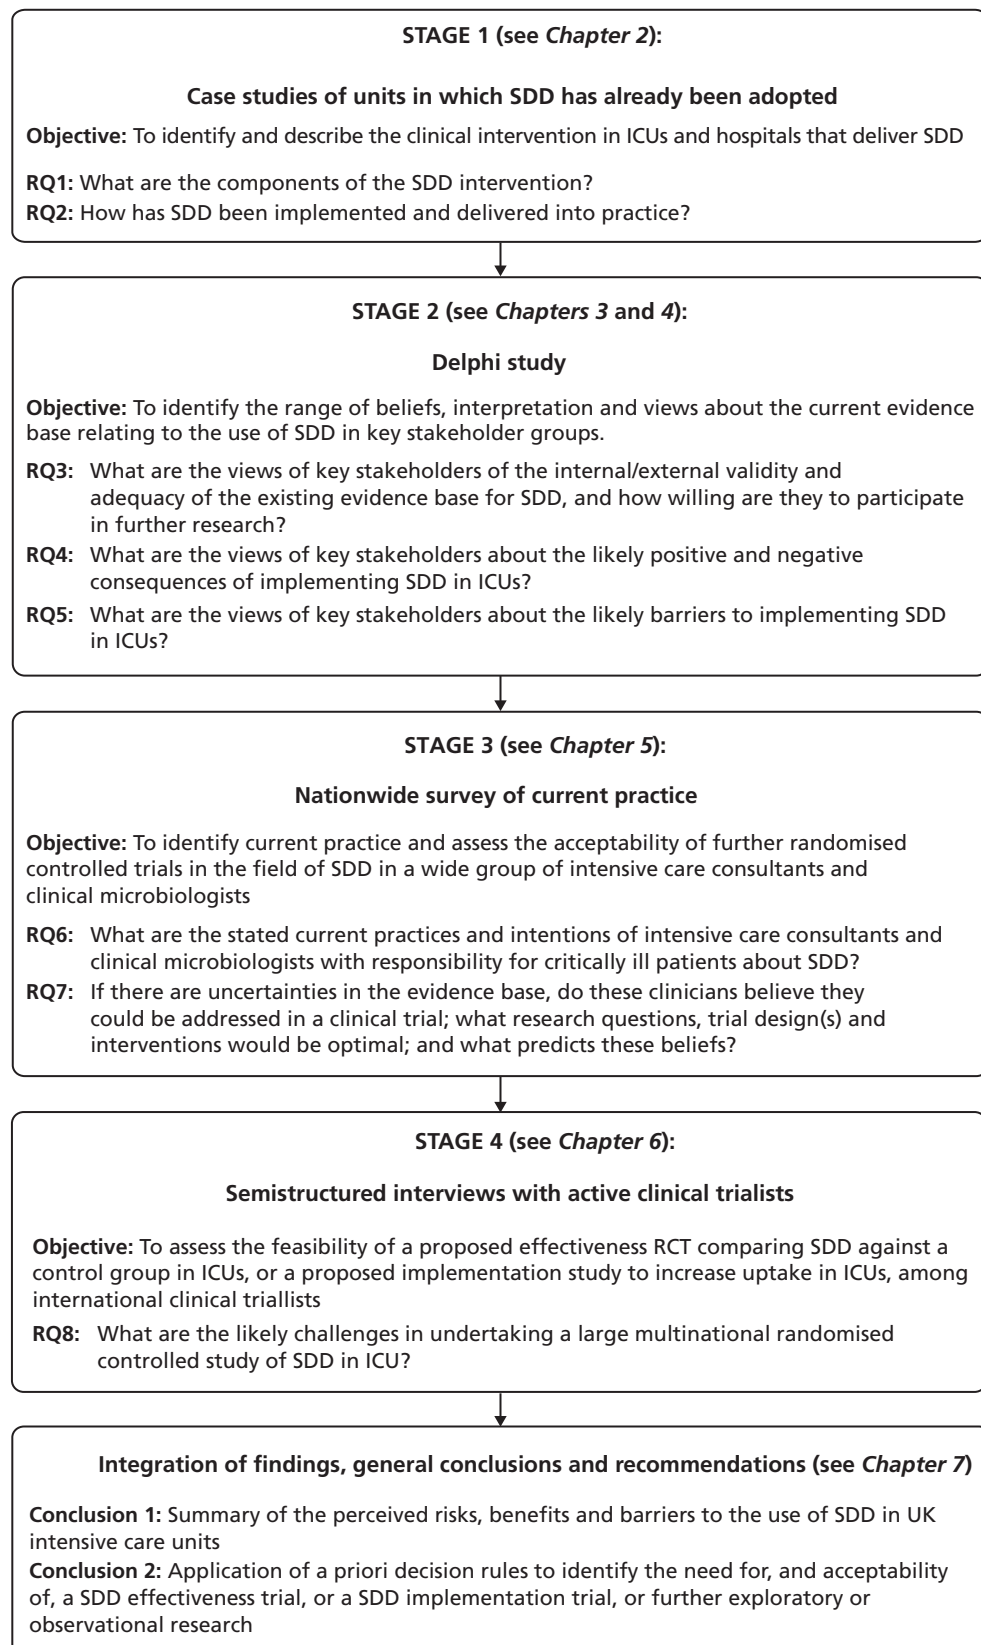 STAGE 1 (see Chapter 2):
Case studies of units in which SDD has already been adopted
Objective: To identify and describe the clinical intervention in ICUs and hospitals that deliver SDD
RQ1: What are the components of the SDD intervention?
RQ2: How has SDD been implemented and delivered into practice?
STAGE 2 (see Chapters 3 and 4):
Delphi study
Objective: To identify the range of beliefs, interpretation and views about the current evidence
base relating to the use of SDD in key stakeholder groups.
RQ3: What are the views of key stakeholders of the internal/external validity and
adequacy of the existing evidence base for SDD, and how willing are they to participate
in further research?
RQ4: What are the views of key stakeholders about the likely positive and negative
consequences of implementing SDD in ICUs?
RQ5: What are the views of key stakeholders about the likely barriers to implementing SDD
in ICUs?
STAGE 3 (see Chapter 5):
Nationwide survey of current practice
Objective: To identify current practice and assess the acceptability of further randomised
controlled trials in the field of SDD in a wide group of intensive care consultants and
clinical microbiologists
RQ6: What are the stated current practices and intentions of intensive care consultants and
clinical microbiologists with responsibility for critically ill patients about SDD?
RQ7: If there are uncertainties in the evidence base, do these clinicians believe they
could be addressed in a clinical trial; what research questions, trial design(s) and
interventions would be optimal; and what predicts these beliefs?
STAGE 4 (see Chapter 6):
Semistructured interviews with active clinical trialists
Objective: To assess the feasibility of a proposed effectiveness RCT comparing SDD against a
control group in ICUs, or a proposed implementation study to increase uptake in ICUs, among
international clinical triallists
RQ8: What are the likely challenges in undertaking a large multinational randomised
controlled study of SDD in ICU?
Integration of findings, general conclusions and recommendations (see Chapter 7)
Conclusion 1: Summary of the perceived risks, benefits and barriers to the use of SDD in UK
intensive care units
Conclusion 2: Application of a priori decision rules to identify the need for, and acceptability
of, a SDD effectiveness trial, or a SDD implementation trial, or further exploratory or
observational research